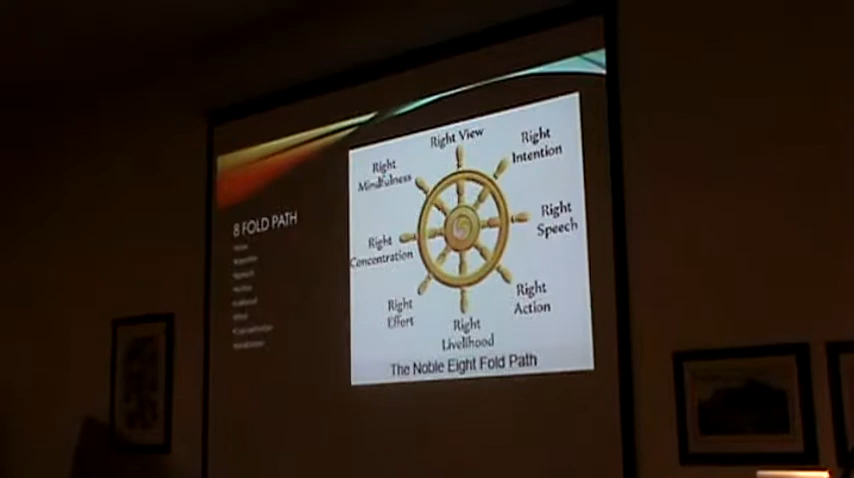 8 FOLD PATH
Right View
Right
Intention
Right
Speech
Right
Action
Right
Livelihood
Right
Effort
Right
Concentration
Right
Mindfulness
The Noble Eight Fold Path